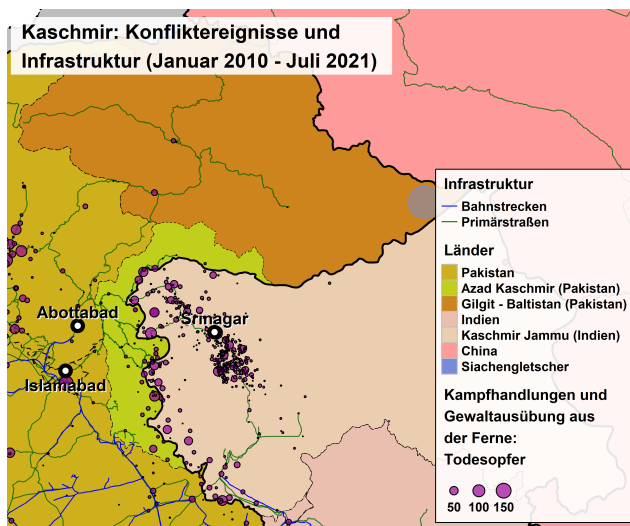 Kaschmir: Konfliktereignisse und
Infrastruktur (Januar 2010 - Juli 2021)
Abottabad
Srinagar
Islamabad
Infrastruktur
Bahnstrecken
Primärstraßen
Länder
Pakistan
Azad Kaschmir (Pakistan)
Gilgit - Baltistan (Pakistan)
Indien
Kaschmir Jammu (Indien)
China
Siachengletscher
Kampfhandlungen und
Gewaltausübung aus
der Ferne:
Todesopfer
50 100 150